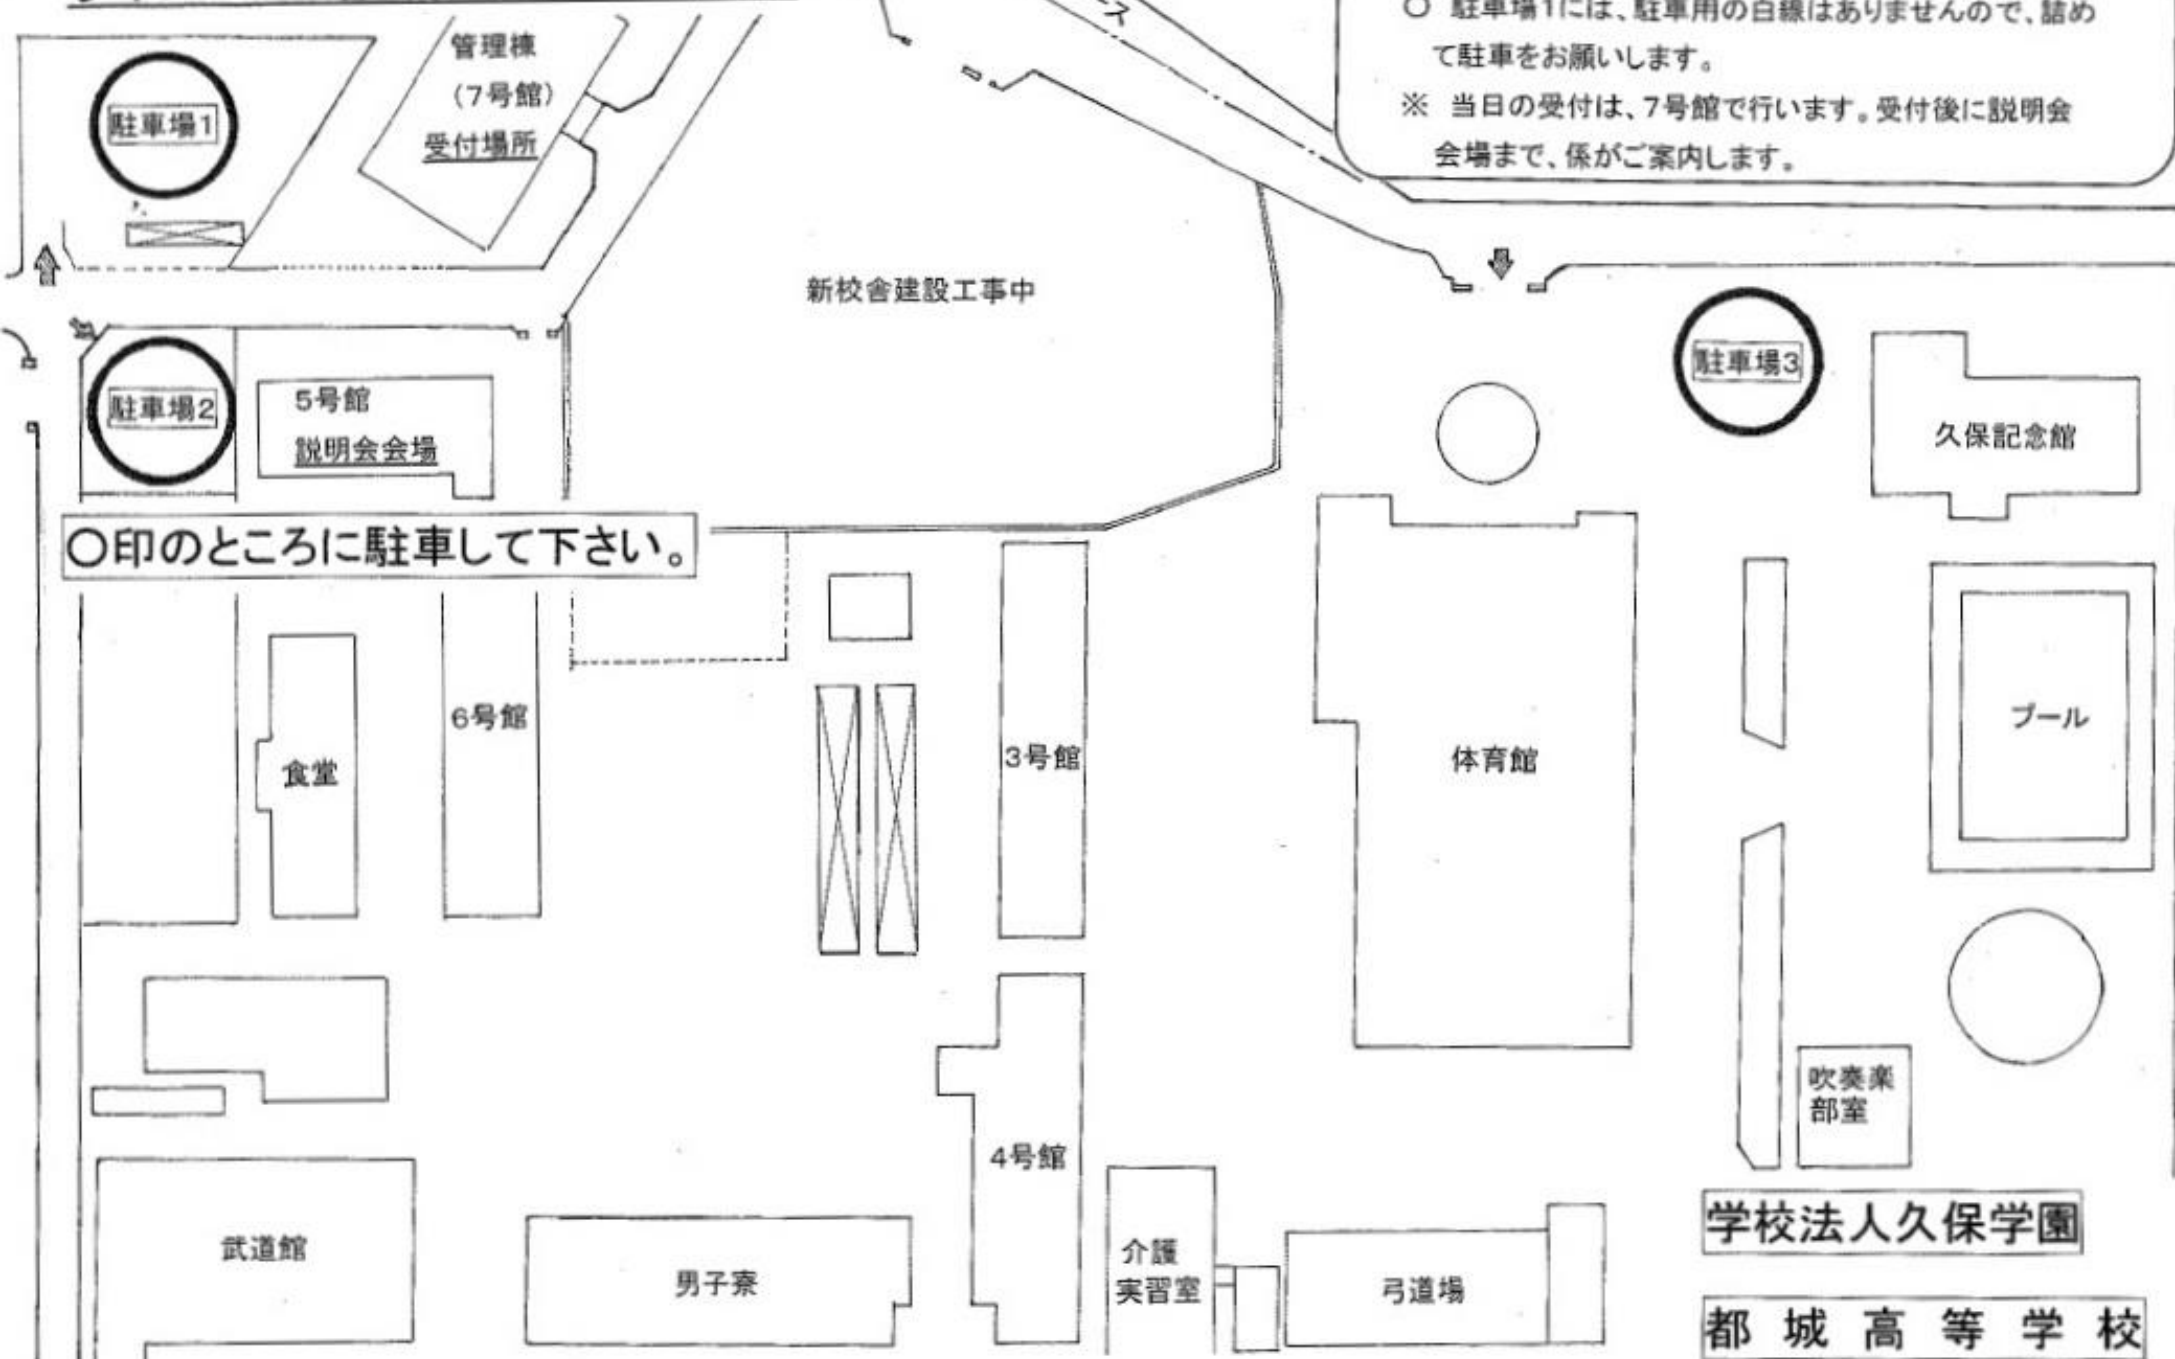 ○ 駐車場1には、駐車用の白線はありませんので、詰め
て駐車をお願いします。
※ 当日の受付は、7号館で行います。受付後に説明会
会場まで、係がご案内します。
管理棟
(7号館)
受付場所
駐車場1
新校舎建設工事中
駐車場2
5号館
説明会会場
駐車場3
久保記念館
○印のところに駐車して下さい。
食堂
6号館
3号館
体育館
プール
吹奏楽
部室
4号館
武道館
男子寮
介護
実習室
弓道場
学校法人久保学園
都城高等学校